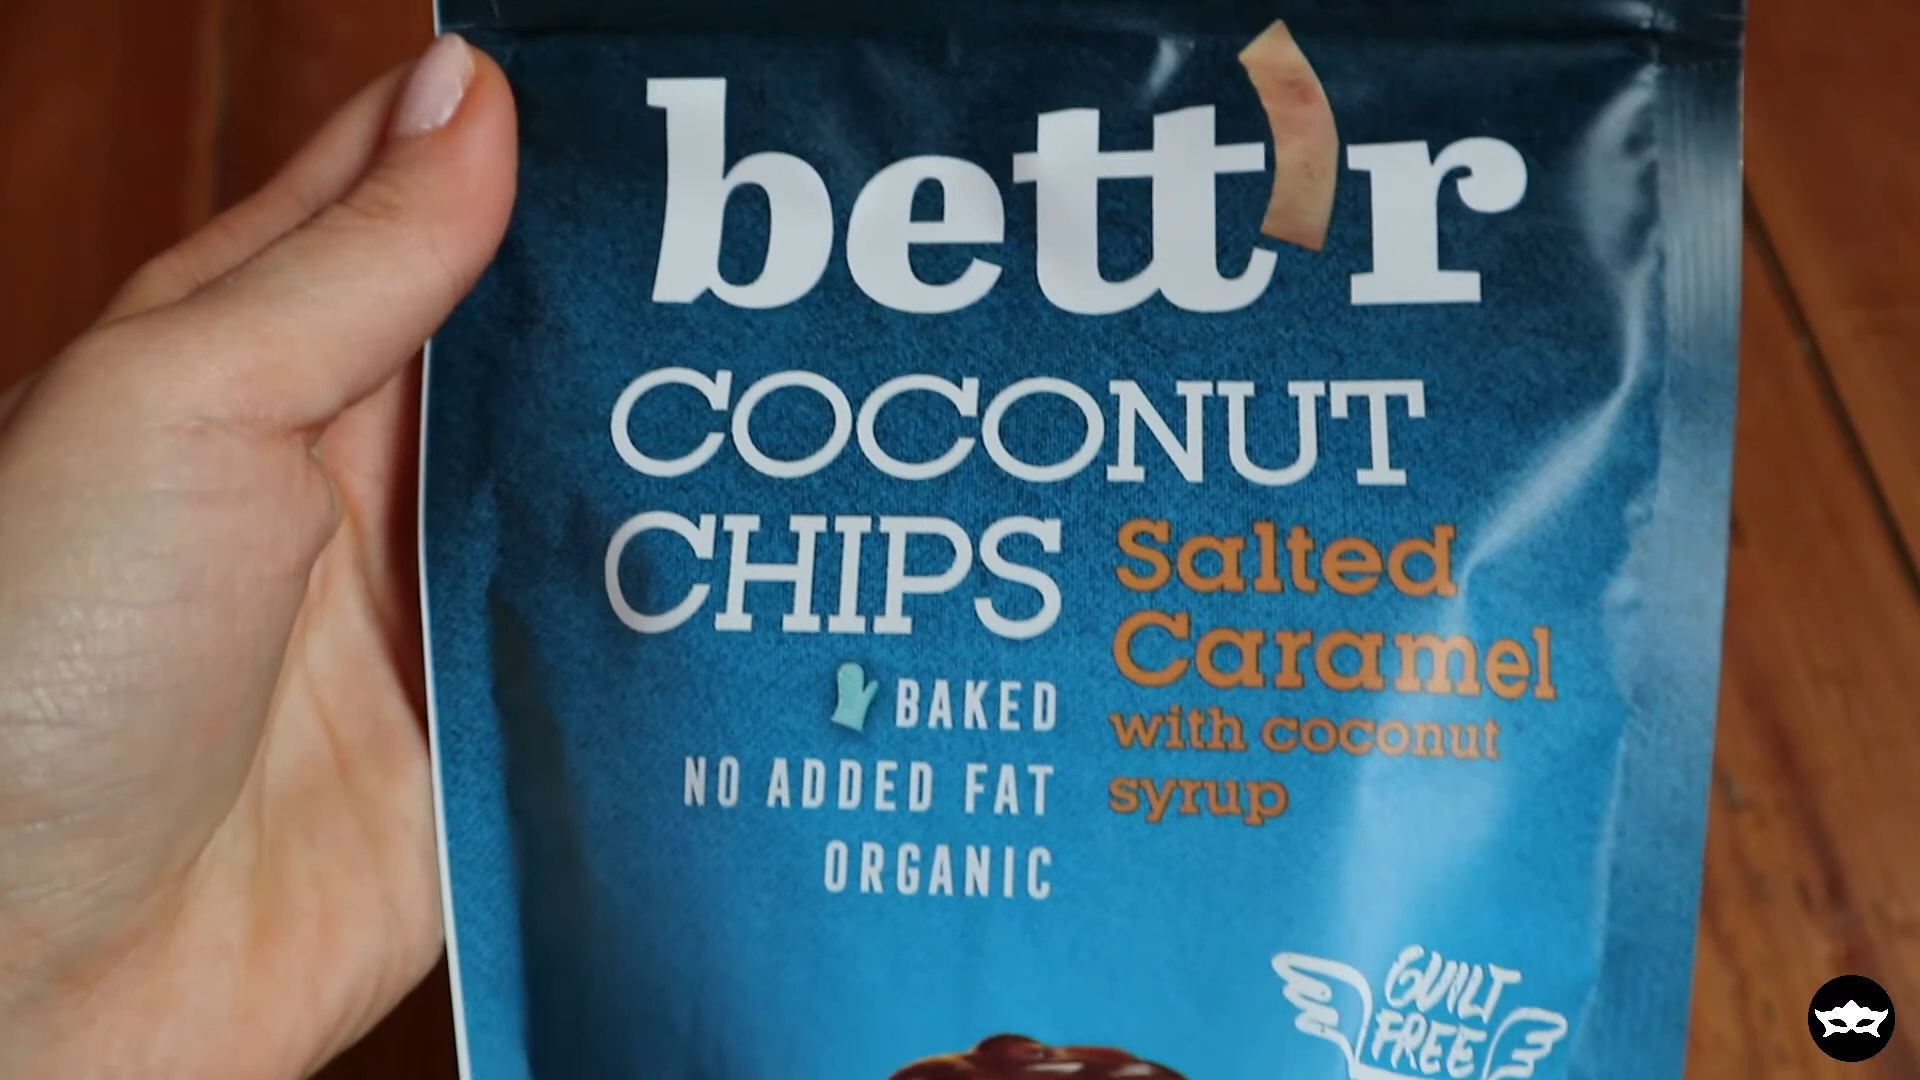 bett'r
COCONUT
CHIPS
Salted
Caramel
with coconut
syrup
BAKED
NO ADDED FAT
ORGANIC
GUILT
FREE